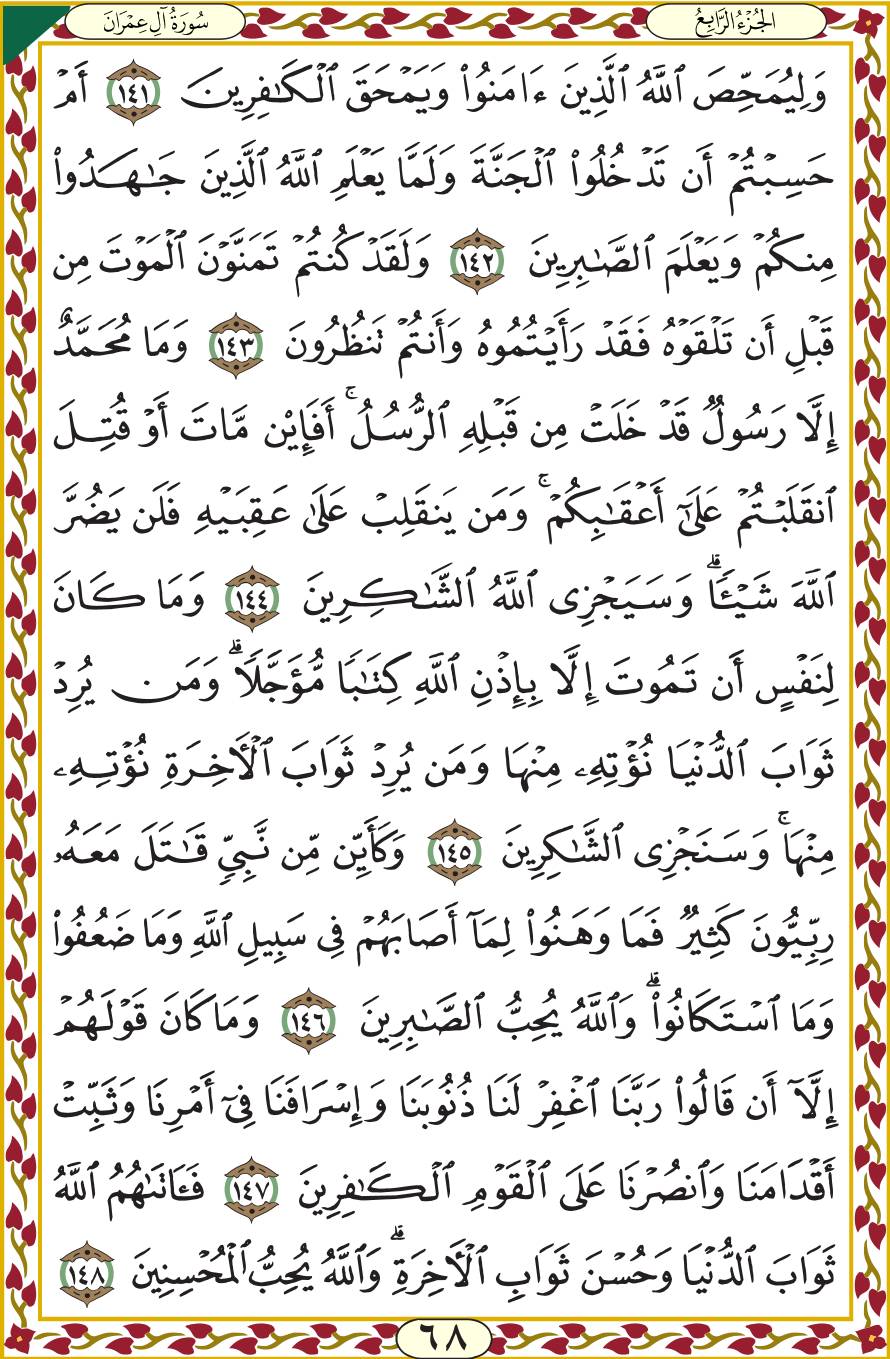 الجُزْءُ الرَّابِعُ
سُورَةُ آلِ عِمْرَانَ
وَلِيُمَحِّصَ ٱللَّهُ ٱلَّذِينَ ءَامَنُوا۟ وَيَمْحَقَ ٱلْكَـٰفِرِينَ ١٤١ أَمْ
حَسِبْتُمْ أَن تَدْخُلُوا۟ ٱلْجَنَّةَ وَلَمَّا يَعْلَمِ ٱللَّهُ ٱلَّذِينَ جَـٰهَدُوا۟
مِنكُمْ وَيَعْلَمَ ٱلصَّـٰبِرِينَ ١٤٢ وَلَقَدْ كُنتُمْ تَمَنَّوْنَ ٱلْمَوْتَ مِن
قَبْلِ أَن تَلْقَوْهُ فَقَدْ رَأَيْتُمُوهُ وَأَنتُمْ تَنظُرُونَ ١٤٣ وَمَا مُحَمَّدٌ
إِلَّا رَسُولٌ قَدْ خَلَتْ مِن قَبْلِهِ ٱلرُّسُلُ ۚ أَفَإِي۟ن مَّاتَ أَوْ قُتِلَ
ٱنقَلَبْتُمْ عَلَىٰٓ أَعْقَـٰبِكُمْ ۚ وَمَن يَنقَلِبْ عَلَىٰ عَقِبَيْهِ فَلَن يَضُرَّ
ٱللَّهَ شَيْـًٔا ۗ وَسَيَجْزِى ٱللَّهُ ٱلشَّـٰكِرِينَ ١٤٤ وَمَا كَانَ
لِنَفْسٍ أَن تَمُوتَ إِلَّا بِإِذْنِ ٱللَّهِ كِتَـٰبًا مُّؤَجَّلًا ۗ وَمَن يُرِدْ
ثَوَابَ ٱلدُّنْيَا نُؤْتِهِۦ مِنْهَا وَمَن يُرِدْ ثَوَابَ ٱلْأَخِرَةِ نُؤْتِهِۦ
مِنْهَا ۚ وَسَنَجْزِى ٱلشَّـٰكِرِينَ ١٤٥ وَكَأَيِّن مِّن نَّبِىٍّ قَـٰتَلَ مَعَهُۥ
رِبِّيُّونَ كَثِيرٌ فَمَا وَهَنُوا۟ لِمَآ أَصَابَهُمْ فِى سَبِيلِ ٱللَّهِ وَمَا ضَعُفُوا۟
وَمَا ٱسْتَكَانُوا۟ ۗ وَٱللَّهُ يُحِبُّ ٱلصَّـٰبِرِينَ ١٤٦ وَمَا كَانَ قَوْلَهُمْ
إِلَّآ أَن قَالُوا۟ رَبَّنَا ٱغْفِرْ لَنَا ذُنُوبَنَا وَإِسْرَافَنَا فِىٓ أَمْرِنَا وَثَبِّتْ
أَقْدَامَنَا وَٱنصُرْنَا عَلَى ٱلْقَوْمِ ٱلْكَـٰفِرِينَ ١٤٧ فَـَٔاتَىٰهُمُ ٱللَّهُ
ثَوَابَ ٱلدُّنْيَا وَحُسْنَ ثَوَابِ ٱلْأَخِرَةِ ۗ وَٱللَّهُ يُحِبُّ ٱلْمُحْسِنِينَ ١٤٨
٦٨